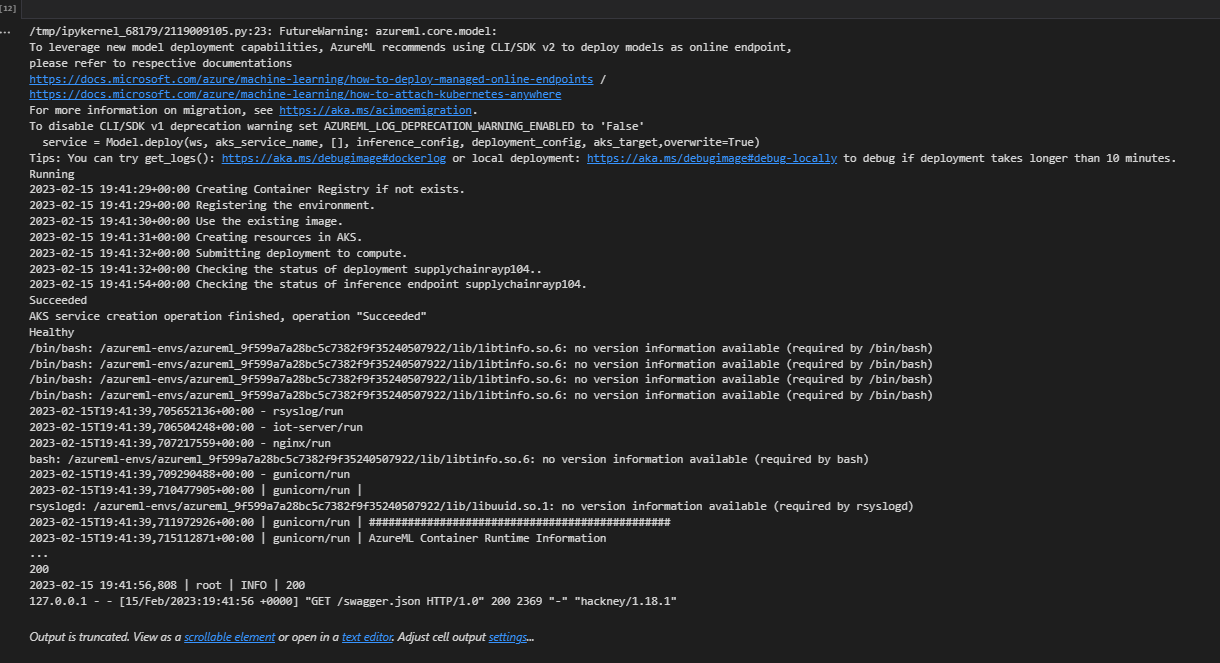 [12]
... /tmp/ipykernel_68179/2119009105.py:23: FutureWarning: azureml.core.model:
To leverage new model deployment capabilities, AzureML recommends using CLI/SDK v2 to deploy models as online endpoint,
please refer to respective documentations
https://docs.microsoft.com/azure/machine-learning/how-to-deploy-managed-online-endpoints /
https://docs.microsoft.com/azure/machine-learning/how-to-attach-kubernetes-anywhere
For more information on migration, see https://aka.ms/acimoemigration.
To disable CLI/SDK v1 deprecation warning set AZUREML_LOG_DEPRECATION_WARNING_ENABLED to 'False'
  service = Model.deploy(ws, aks_service_name, [], inference_config, deployment_config, aks_target,overwrite=True)
Tips: You can try get_logs(): https://aka.ms/debugimage#dockerlog or local deployment: https://aka.ms/debugimage#debug-locally to debug if deployment takes longer than 10 minutes.
Running
2023-02-15 19:41:29+00:00 Creating Container Registry if not exists.
2023-02-15 19:41:29+00:00 Registering the environment.
2023-02-15 19:41:30+00:00 Use the existing image.
2023-02-15 19:41:31+00:00 Creating resources in AKS.
2023-02-15 19:41:32+00:00 Submitting deployment to compute.
2023-02-15 19:41:32+00:00 Checking the status of deployment supplychainrayp104..
2023-02-15 19:41:54+00:00 Checking the status of inference endpoint supplychainrayp104.
Succeeded
AKS service creation operation finished, operation "Succeeded"
Healthy
/bin/bash: /azureml-envs/azureml_9f599a7a28bc5c7382f9f35240507922/lib/libtinfo.so.6: no version information available (required by /bin/bash)
/bin/bash: /azureml-envs/azureml_9f599a7a28bc5c7382f9f35240507922/lib/libtinfo.so.6: no version information available (required by /bin/bash)
/bin/bash: /azureml-envs/azureml_9f599a7a28bc5c7382f9f35240507922/lib/libtinfo.so.6: no version information available (required by /bin/bash)
/bin/bash: /azureml-envs/azureml_9f599a7a28bc5c7382f9f35240507922/lib/libtinfo.so.6: no version information available (required by /bin/bash)
2023-02-15T19:41:39,705652136+00:00 - rsyslog/run
2023-02-15T19:41:39,706504248+00:00 - iot-server/run
2023-02-15T19:41:39,707217559+00:00 - nginx/run
bash: /azureml-envs/azureml_9f599a7a28bc5c7382f9f35240507922/lib/libtinfo.so.6: no version information available (required by bash)
2023-02-15T19:41:39,709290488+00:00 - gunicorn/run
2023-02-15T19:41:39,710477905+00:00 | gunicorn/run |
rsyslogd: /azureml-envs/azureml_9f599a7a28bc5c7382f9f35240507922/lib/libuuid.so.1: no version information available (required by rsyslogd)
2023-02-15T19:41:39,711972926+00:00 | gunicorn/run | ###############################################
2023-02-15T19:41:39,715112871+00:00 | gunicorn/run | AzureML Container Runtime Information
...
200
2023-02-15 19:41:56,808 | root | INFO | 200
127.0.0.1 - - [15/Feb/2023:19:41:56 +0000] "GET /swagger.json HTTP/1.0" 200 2369 "-" "hackney/1.18.1"
Output is truncated. View as a scrollable element or open in a text editor. Adjust cell output settings...